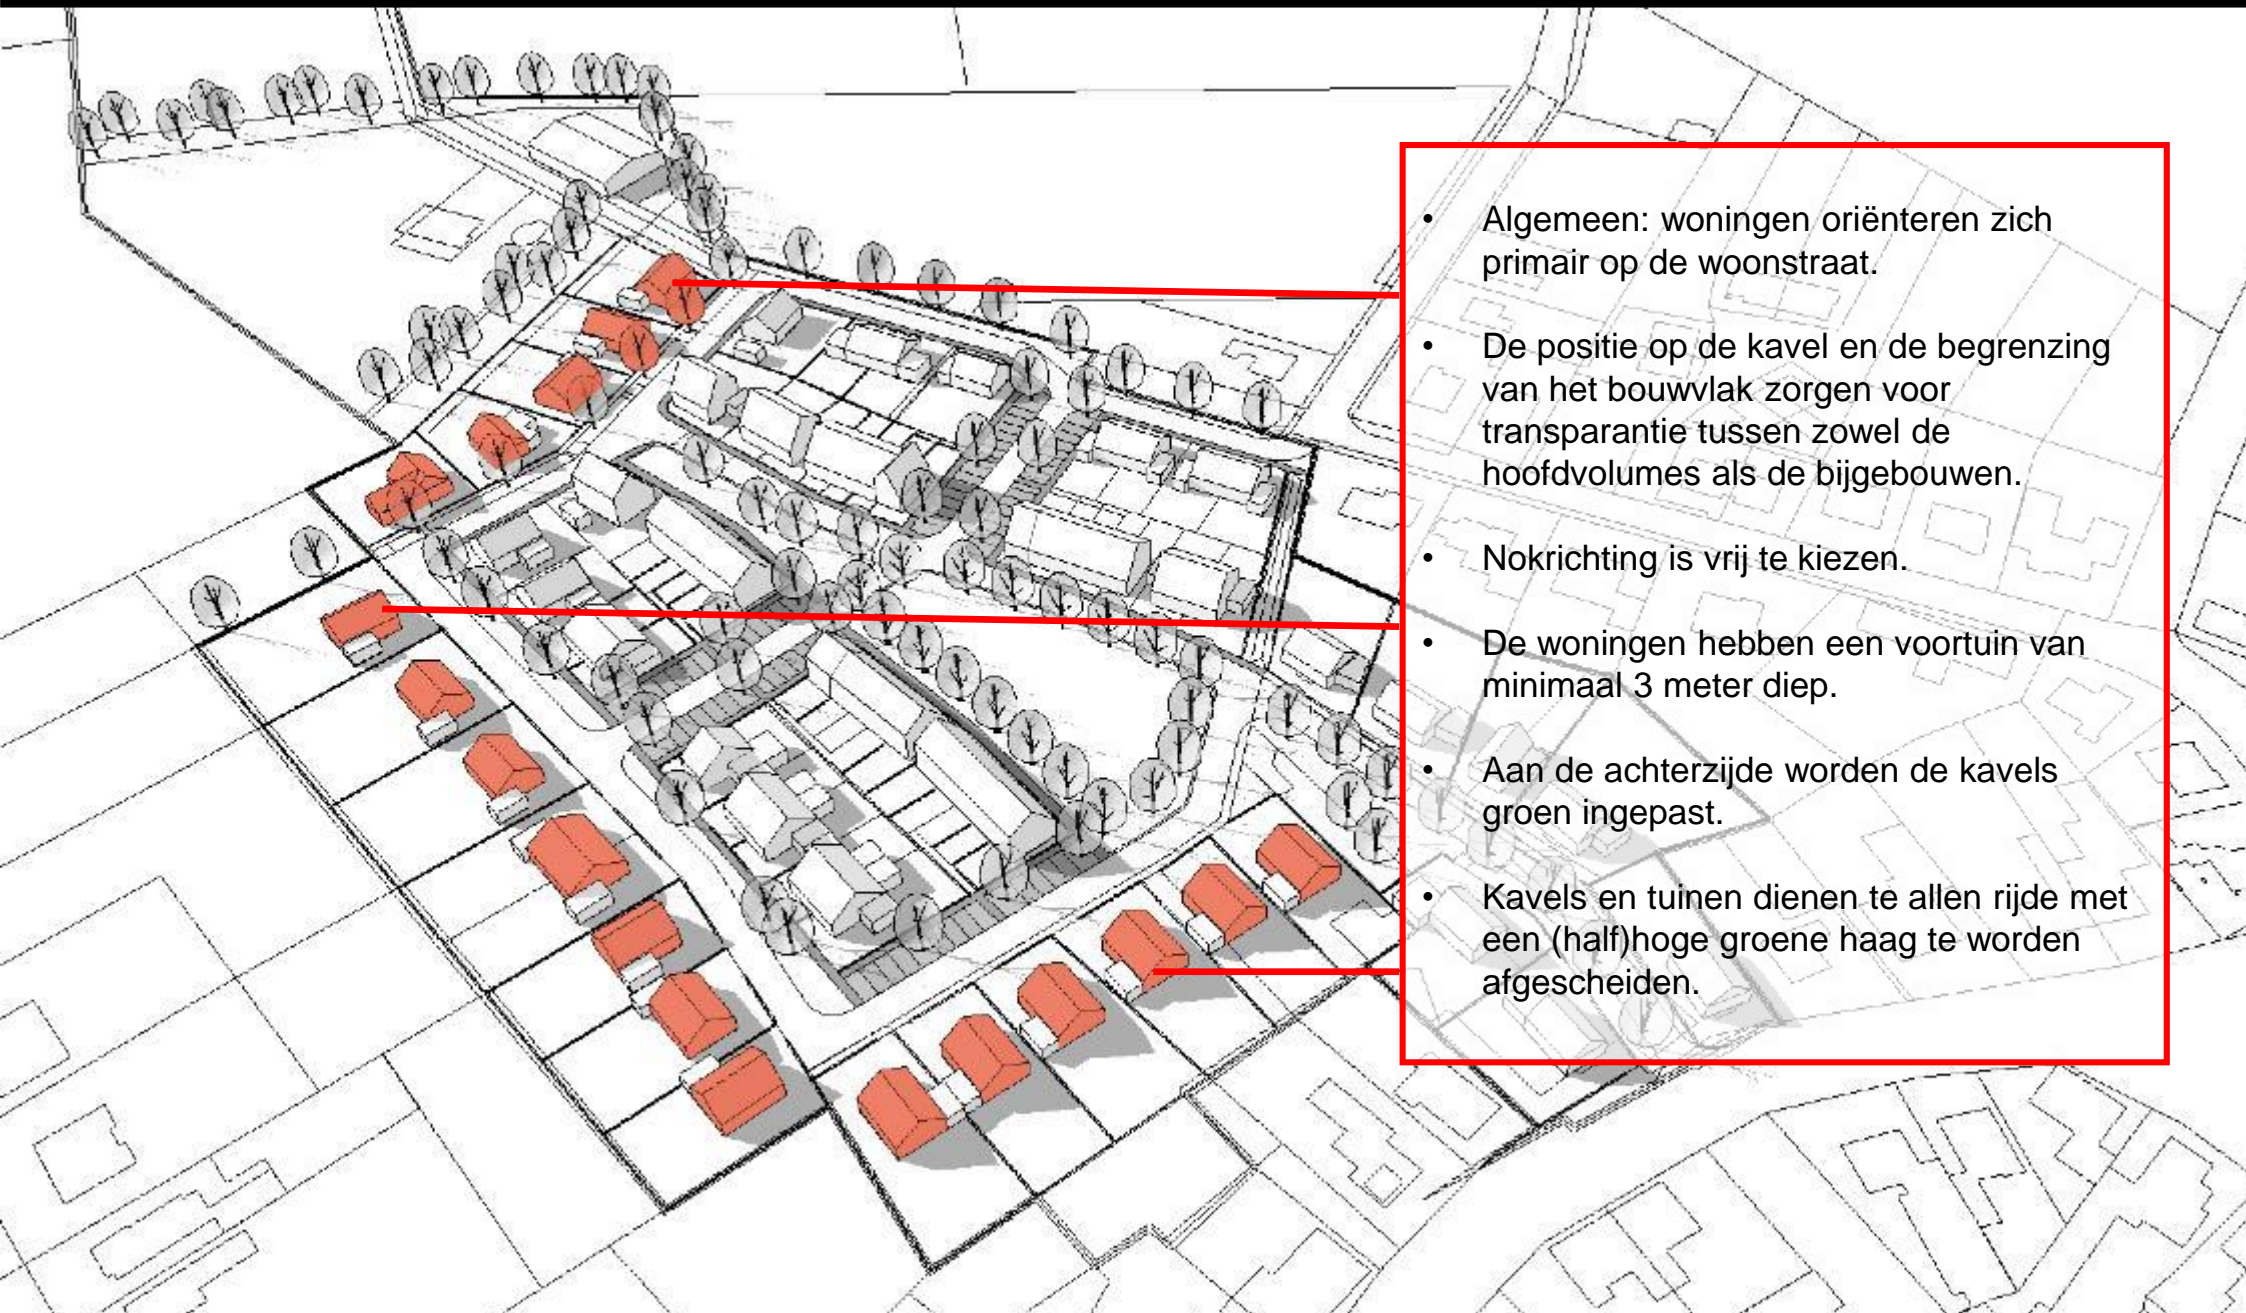 • Algemeen: woningen oriënteren zich
primair op de woonstraat.
• De positie op de kavel en de begrenzing
van het bouwvlak zorgen voor
transparantie tussen zowel de
hoofdvolumes als de bijgebouwen.
• Nokrichting is vrij te kiezen.
• De woningen hebben een voortuin van
minimaal 3 meter diep.
• Aan de achterzijde worden de kavels
groen ingepast.
• Kavels en tuinen dienen te allen rijde met
een (half)hoge groene haag te worden
afgescheiden.